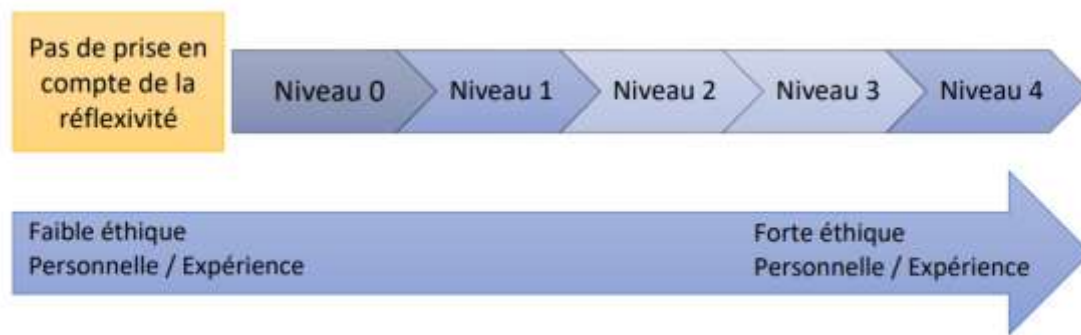 Pas de prise en
compte de la
réflexivité
Niveau 0
Niveau 1
Niveau 2
Niveau 3
Niveau 4
Faible éthique
Personnelle / Expérience
Forte éthique
Personnelle / Expérience